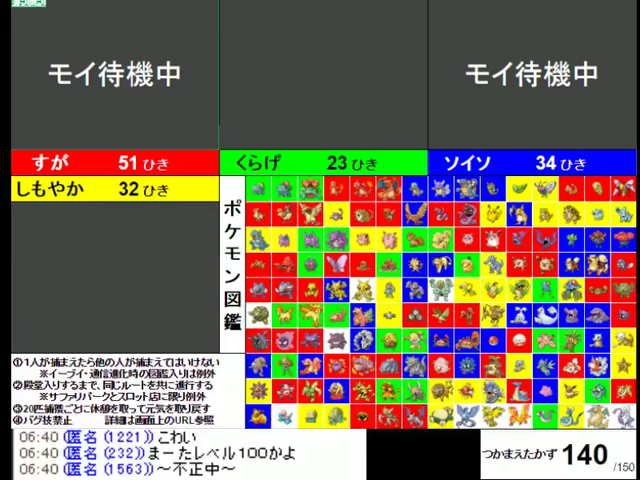 モイ待機中
モイ待機中
すが 51 ひき
くらげ 23 ひき
ソイソ 34 ひき
しもやか 32 ひき
ポケモン図鑑
①1人が捕まえたら他の人が捕まえてはいけない
※イーブイ・通信進化時の図鑑入りは例外
②殿堂入りするまで、同じルートを共に進行する
※サファリパークとスロット店に限り例外
③20匹捕獲ごとに休憩を取って元気を取り戻す
④バグ技禁止 詳細は画面上のURL参照
06:40 (匿名 (1221)) こわい
06:40 (匿名 (232)) まーたレベル100かよ
06:40 (匿名 (1563)) ～不正中～
つかまえたかず 140 /150